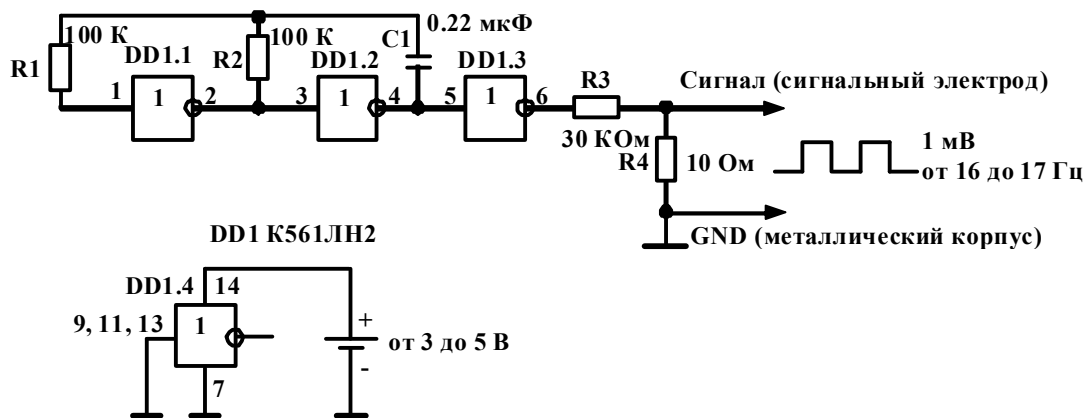 100 К
R1
DD1.1
1
1
2
R2
100 К
DD1.2
3
1
4
C1
0.22 мкФ
DD1.3
5
1
6
R3
30 КОм
R4
10 Ом
Сигнал (сигнальный электрод)
1 мВ
от 16 до 17 Гц
GND (металлический корпус)
DD1 К561ЛН2
DD1.4
14
9, 11, 13
1
7
+
от 3 до 5 В
-